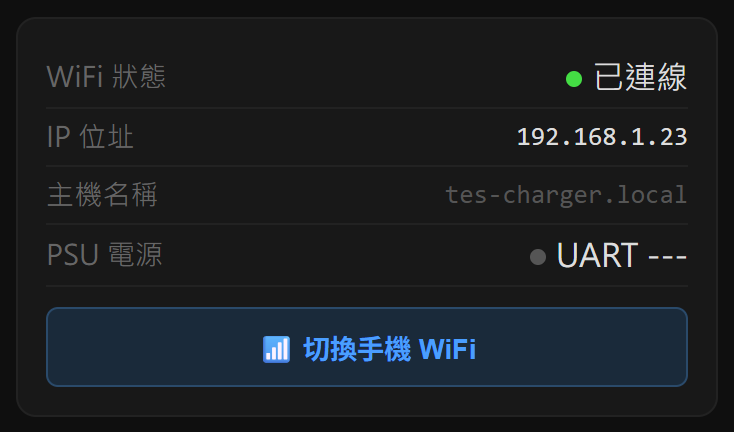 WiFi 狀態 已連線
IP 位址 192.168.1.23
主機名稱 tes-charger.local
PSU 電源 UART ---
切換手機 WiFi